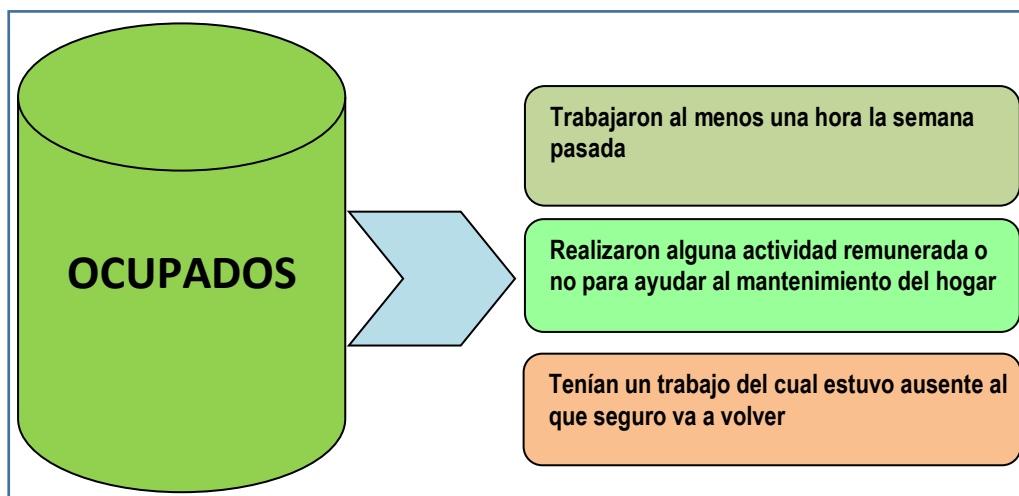 OCUPADOS
Trabajaron al menos una hora la semana
pasada
Realizaron alguna actividad remunerada o
no para ayudar al mantenimiento del hogar
Tenían un trabajo del cual estuvo ausente al
que seguro va a volver